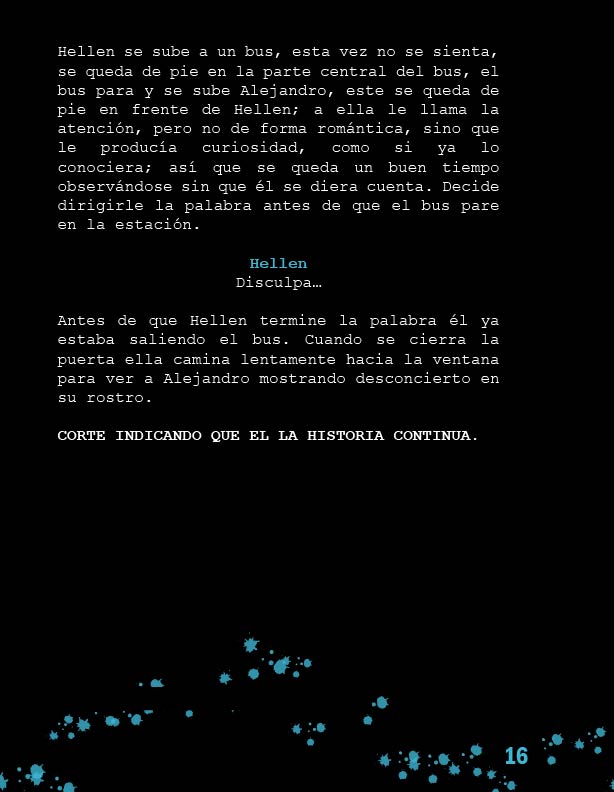 Hellen se sube a un bus, esta vez no se sienta,
se queda de pie en la parte central del bus, el
bus para y se sube Alejandro, este se queda de
pie en frente de Hellen; a ella le llama la
atención, pero no de forma romántica, sino que
le producía curiosidad, como si ya lo
conociera; así que se queda un buen tiempo
observándose sin que él se diera cuenta. Decide
dirigirle la palabra antes de que el bus pare
en la estación.
Hellen
Disculpa…
Antes de que Hellen termine la palabra él ya
estaba saliendo el bus. Cuando se cierra la
puerta ella camina lentamente hacia la ventana
para ver a Alejandro mostrando desconcierto en
su rostro.
CORTE INDICANDO QUE EL LA HISTORIA CONTINUA.
16